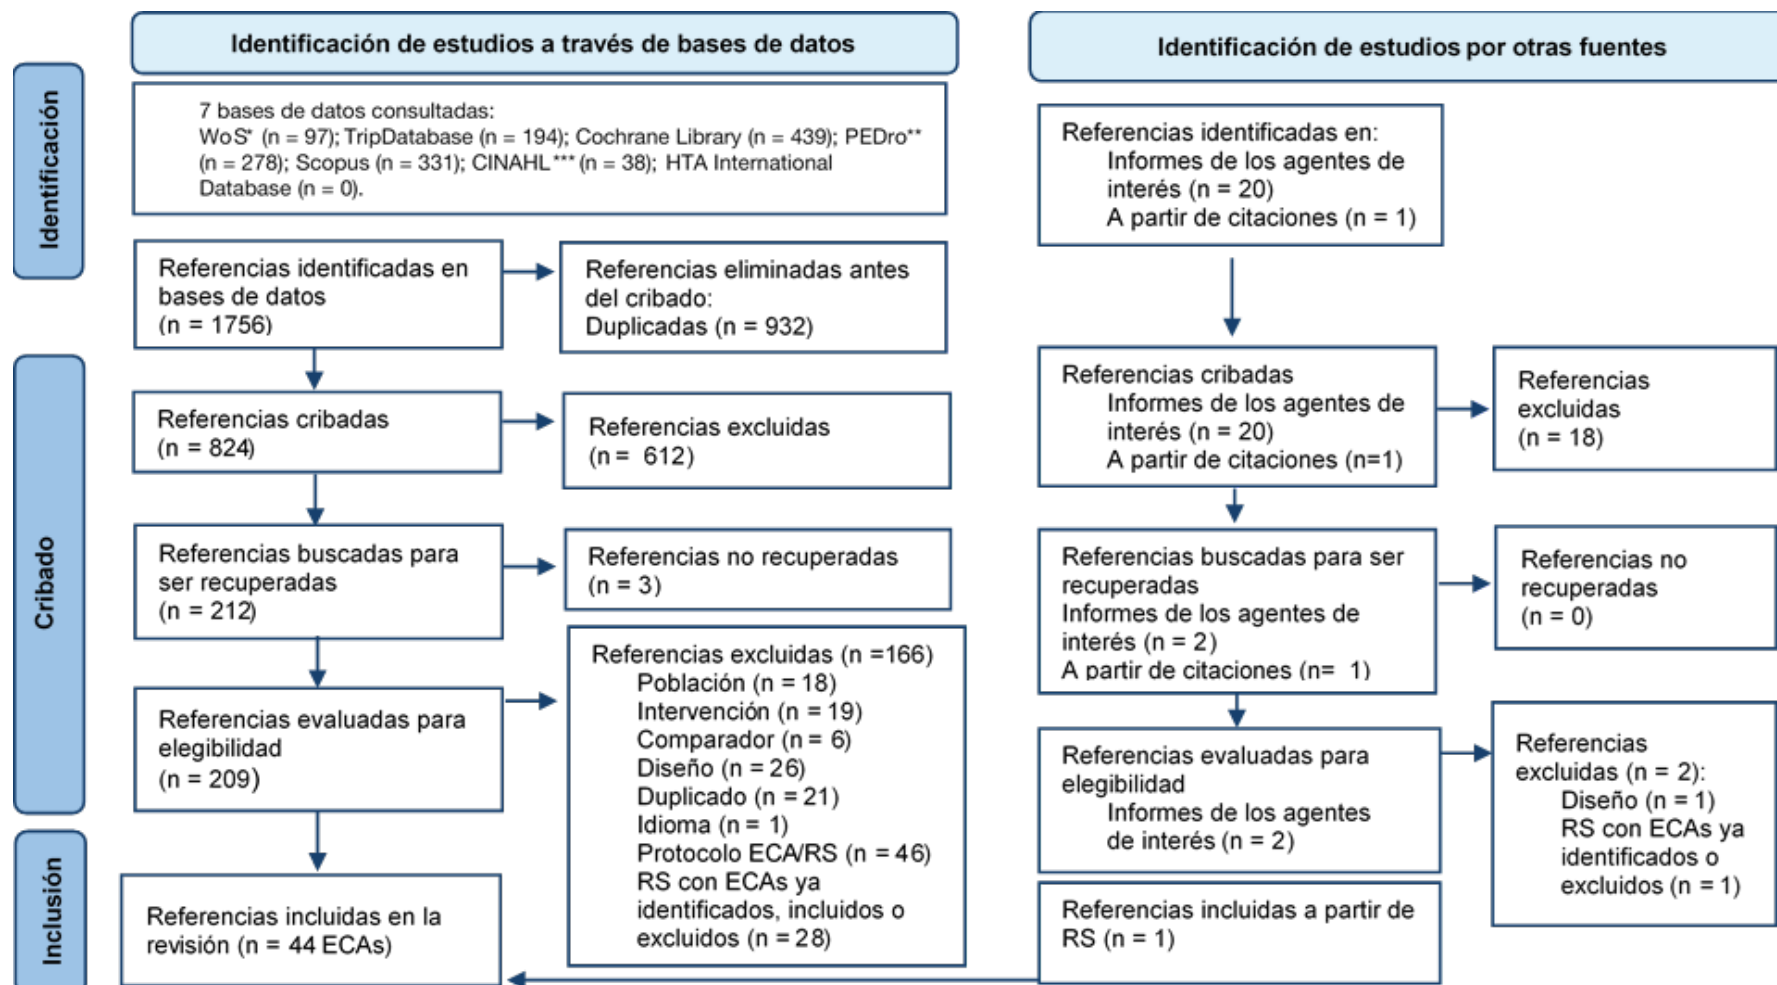 Identificación de estudios a través de bases de datos
Identificación de estudios por otras fuentes
Identificación
7 bases de datos consultadas:
WoS* (n = 97); TripDatabase (n = 194); Cochrane Library (n = 439); PEDro**
(n = 278); Scopus (n = 331); CINAHL*** (n = 38); HTA International
Database (n = 0).
Referencias identificadas en
bases de datos
(n = 1756)
Referencias eliminadas antes
del cribado:
Duplicadas (n = 932)
Referencias identificadas en:
Informes de los agentes de
interés (n = 20)
A partir de citaciones (n = 1)
Cribado
Referencias cribadas
(n = 824)
Referencias excluidas
(n = 612)
Referencias buscadas para
ser recuperadas
(n = 212)
Referencias no recuperadas
(n = 3)
Referencias evaluadas para
elegibilidad
(n = 209)
Referencias excluidas (n =166)
Población (n = 18)
Intervención (n = 19)
Comparador (n = 6)
Diseño (n = 26)
Duplicado (n = 21)
Idioma (n = 1)
Protocolo ECA/RS (n = 46)
RS con ECAs ya
identificados, incluidos o
excluidos (n = 28)
Referencias cribadas
Informes de los agentes de
interés (n = 20)
A partir de citaciones (n=1)
Referencias
excluidas
(n = 18)
Referencias buscadas para ser
recuperadas
Informes de los agentes de
interés (n = 2)
A partir de citaciones (n= 1)
Referencias no
recuperadas
(n = 0)
Referencias evaluadas para
elegibilidad
Informes de los agentes
de interés (n = 2)
Referencias
excluidas (n = 2):
Diseño (n = 1)
RS con ECAs ya
identificados o
excluidos (n = 1)
Inclusión
Referencias incluidas en la
revisión (n = 44 ECAs)
Referencias incluidas a partir de
RS (n = 1)